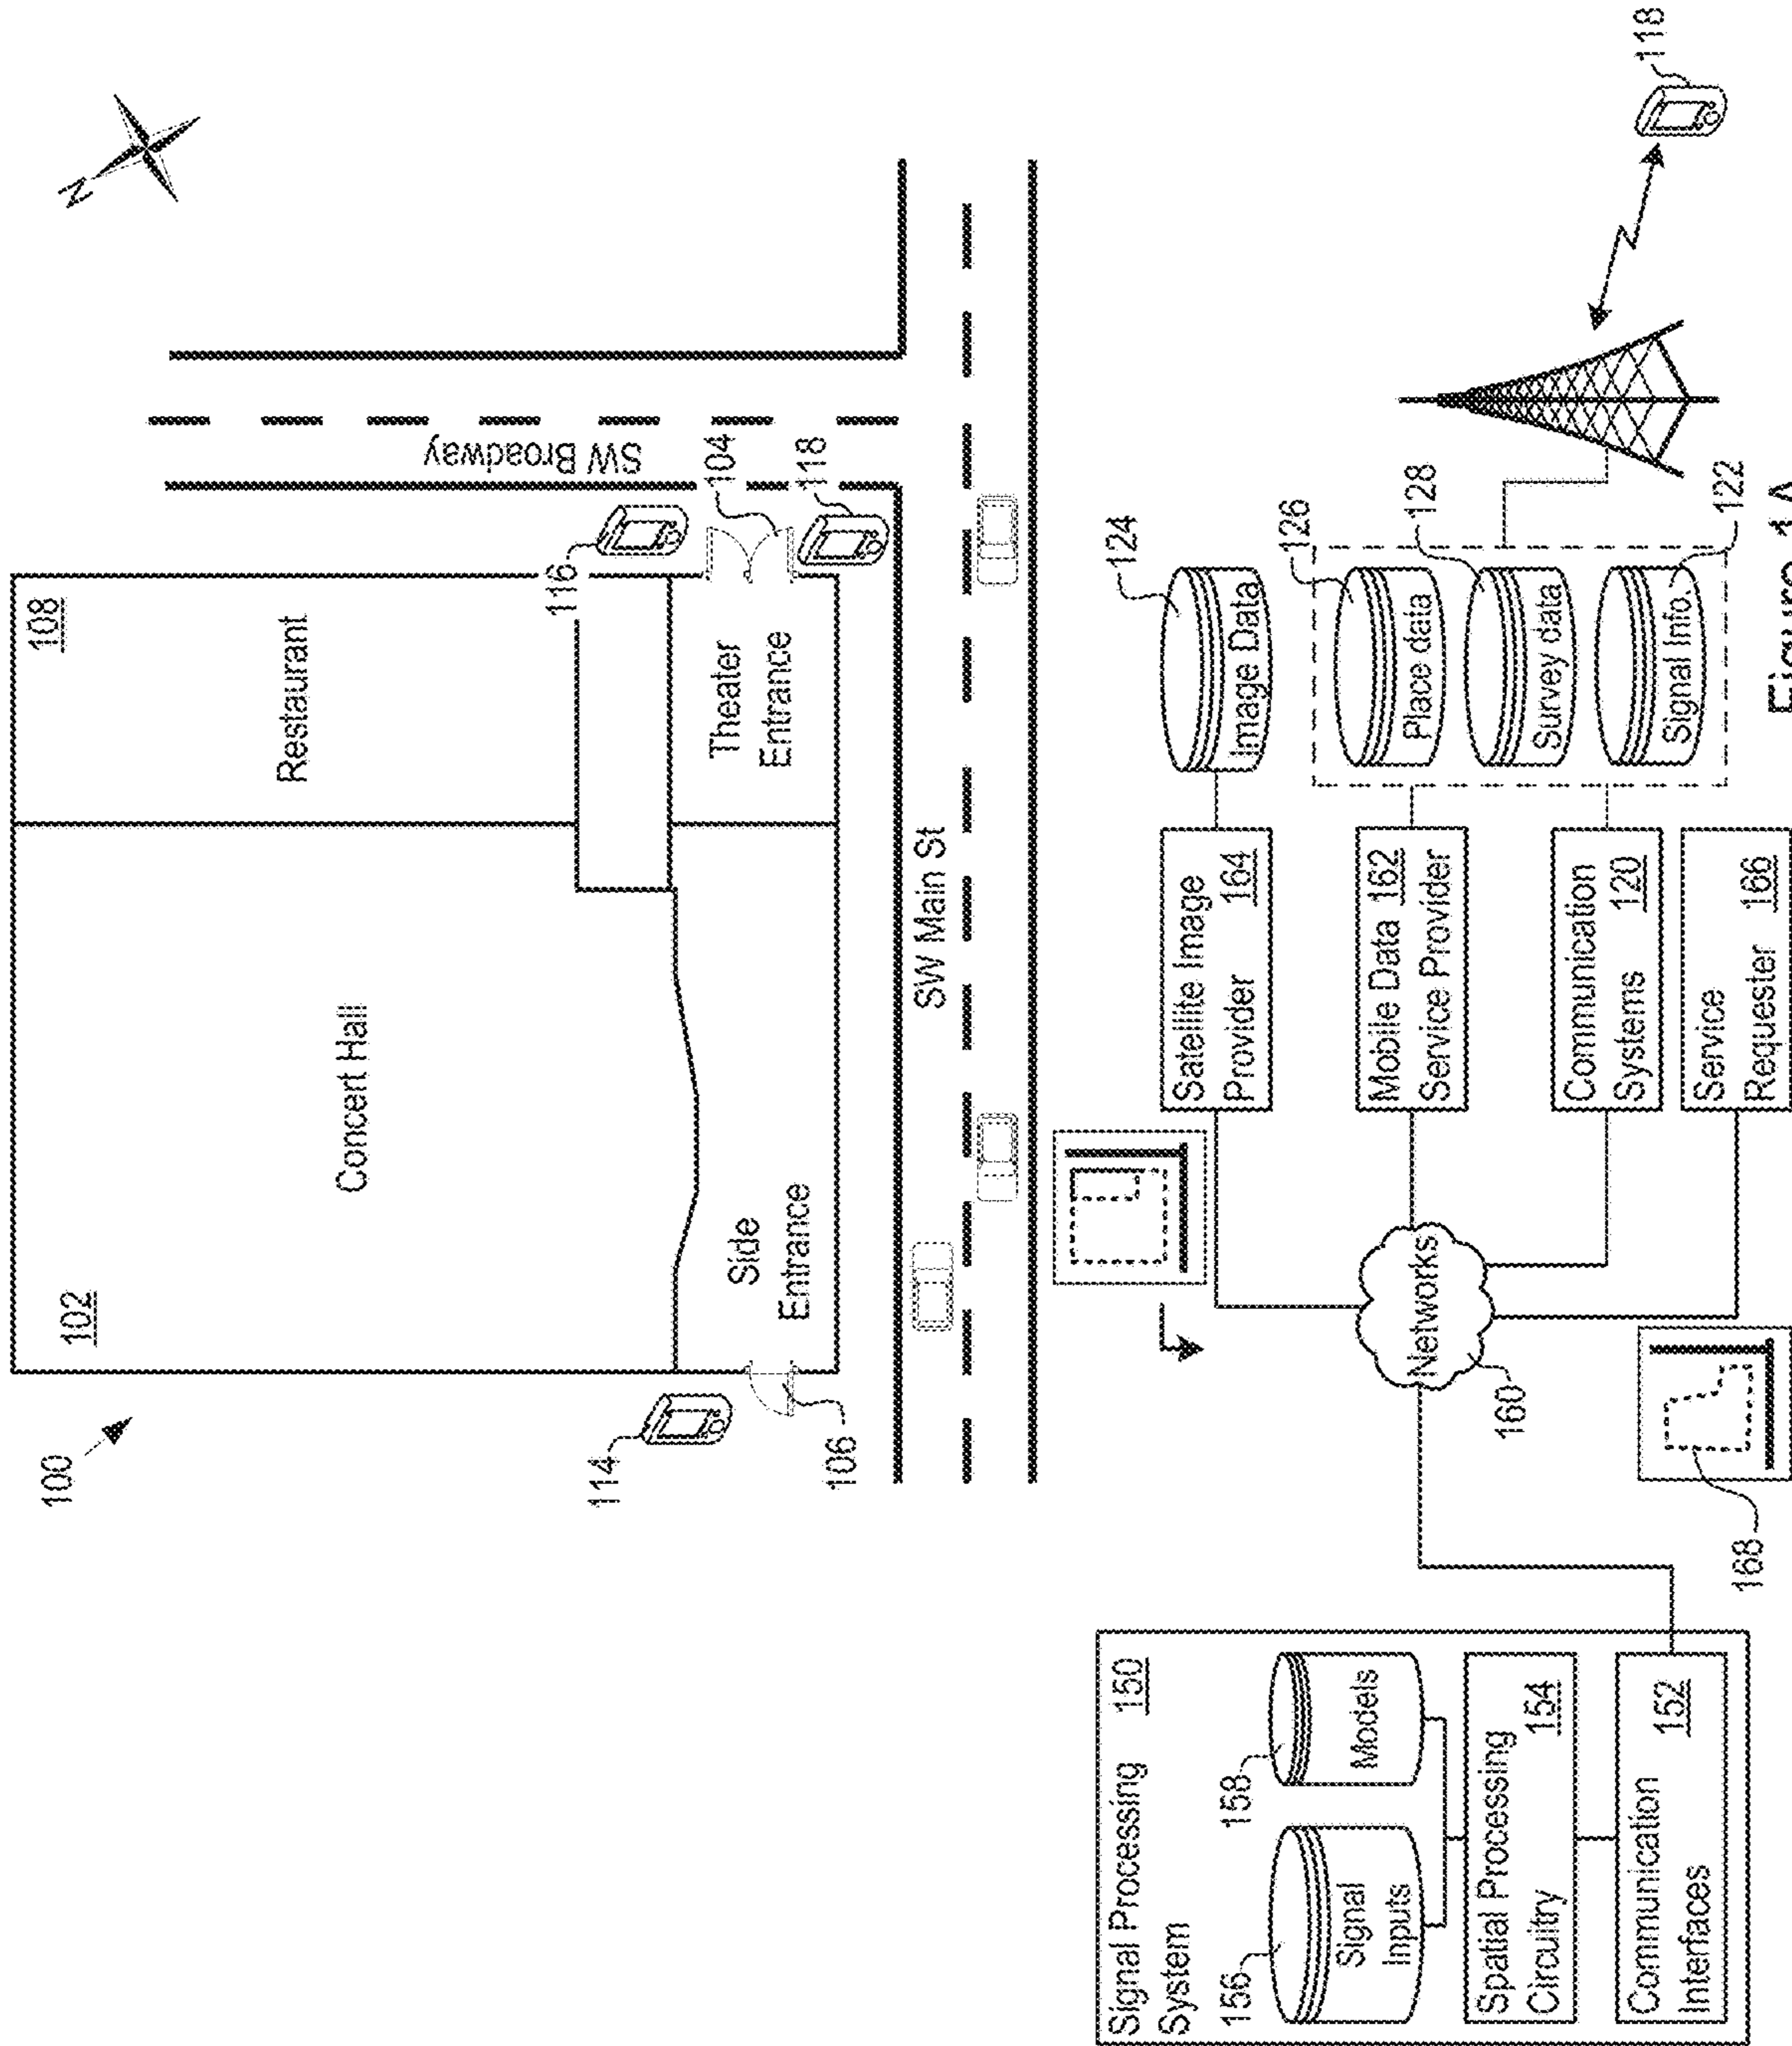 100
N
102
108
Concert Hall
Restaurant
SW Broadway
114
116
Side
Entrance
Theater
Entrance
104
106
118
SW Main St
Signal Processing
System
150
156
158
Signal
Inputs
Models
Spatial Processing
Circuitry
154
Communication
Interfaces
152
Networks
160
168
Satellite Image
Provider
164
Mobile Data
162
Service Provider
Communication
Systems
120
Service
Requester
166
Image Data
124
Place data
126
Survey data
128
Signal Info.
122
118
Figure 1A